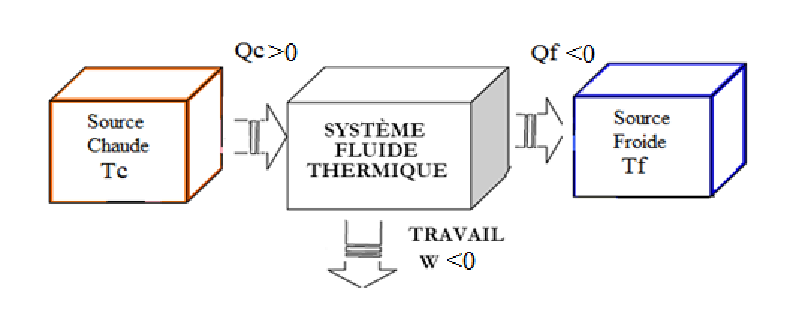 Qc>0
Qf <0
Source
Chaude
Tc
SYSTÈME
FLUIDE
THERMIQUE
Source
Froide
Tf
TRAVAIL
W <0